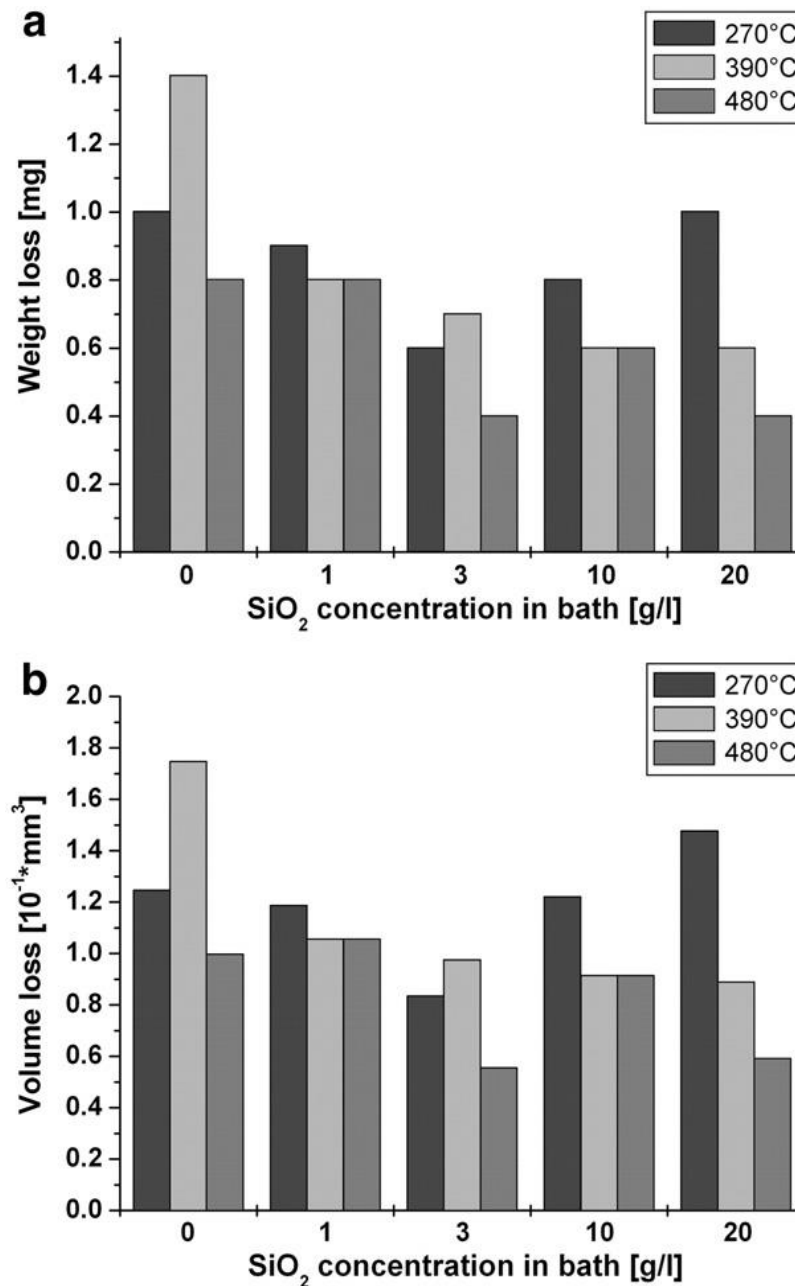 a
270°C
390°C
480°C
1.4
1.2
1.0
0.8
0.6
0.4
0.2
0.0
Weight loss [mg]
0 1 3 10 20
SiO₂ concentration in bath [g/l]
b
270°C
390°C
480°C
2.0
1.8
1.6
1.4
1.2
1.0
0.8
0.6
0.4
0.2
0.0
Volume loss [10⁻¹*mm³]
0 1 3 10 20
SiO₂ concentration in bath [g/l]